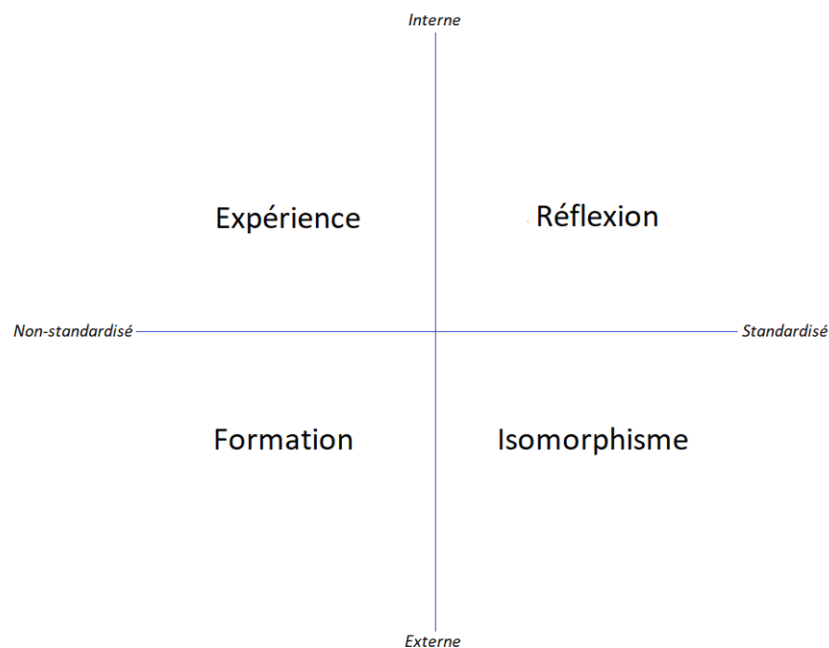 Interne
Expérience
Réflexion
Non-standardisé
Standardisé
Formation
Isomorphisme
Externe